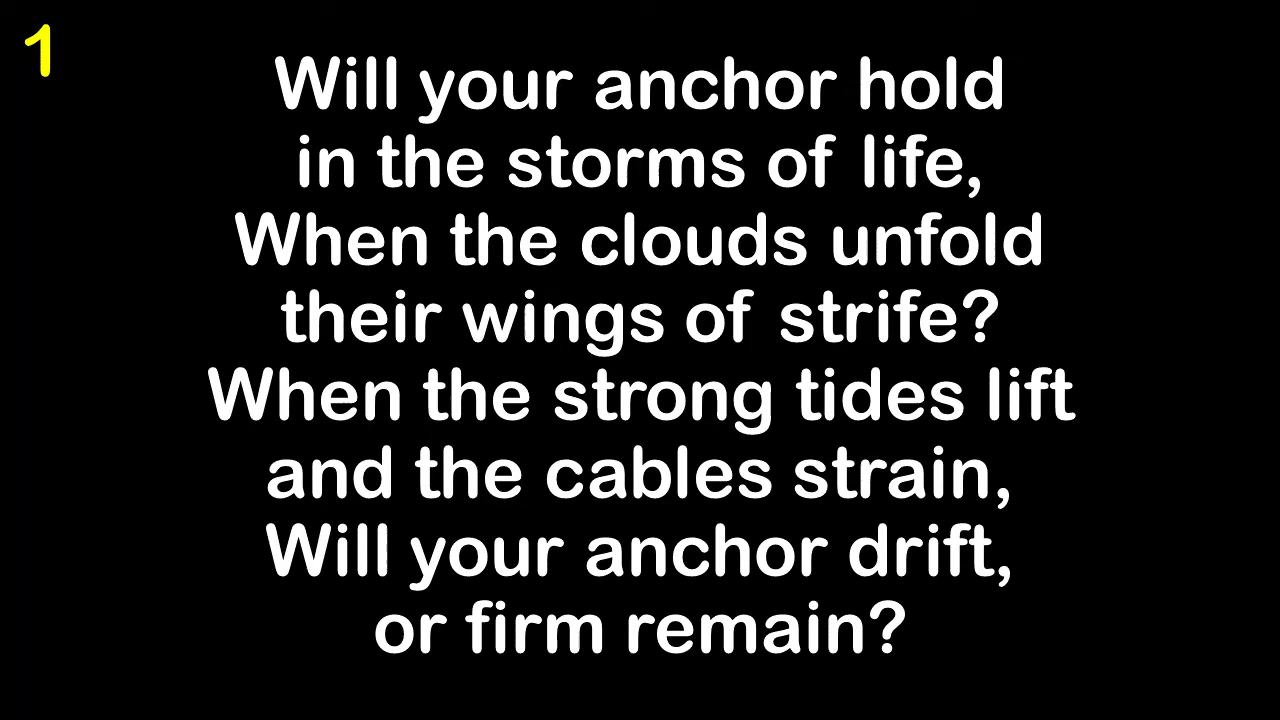 1
Will your anchor hold
in the storms of life,
When the clouds unfold
their wings of strife?
When the strong tides lift
and the cables strain,
Will your anchor drift,
or firm remain?